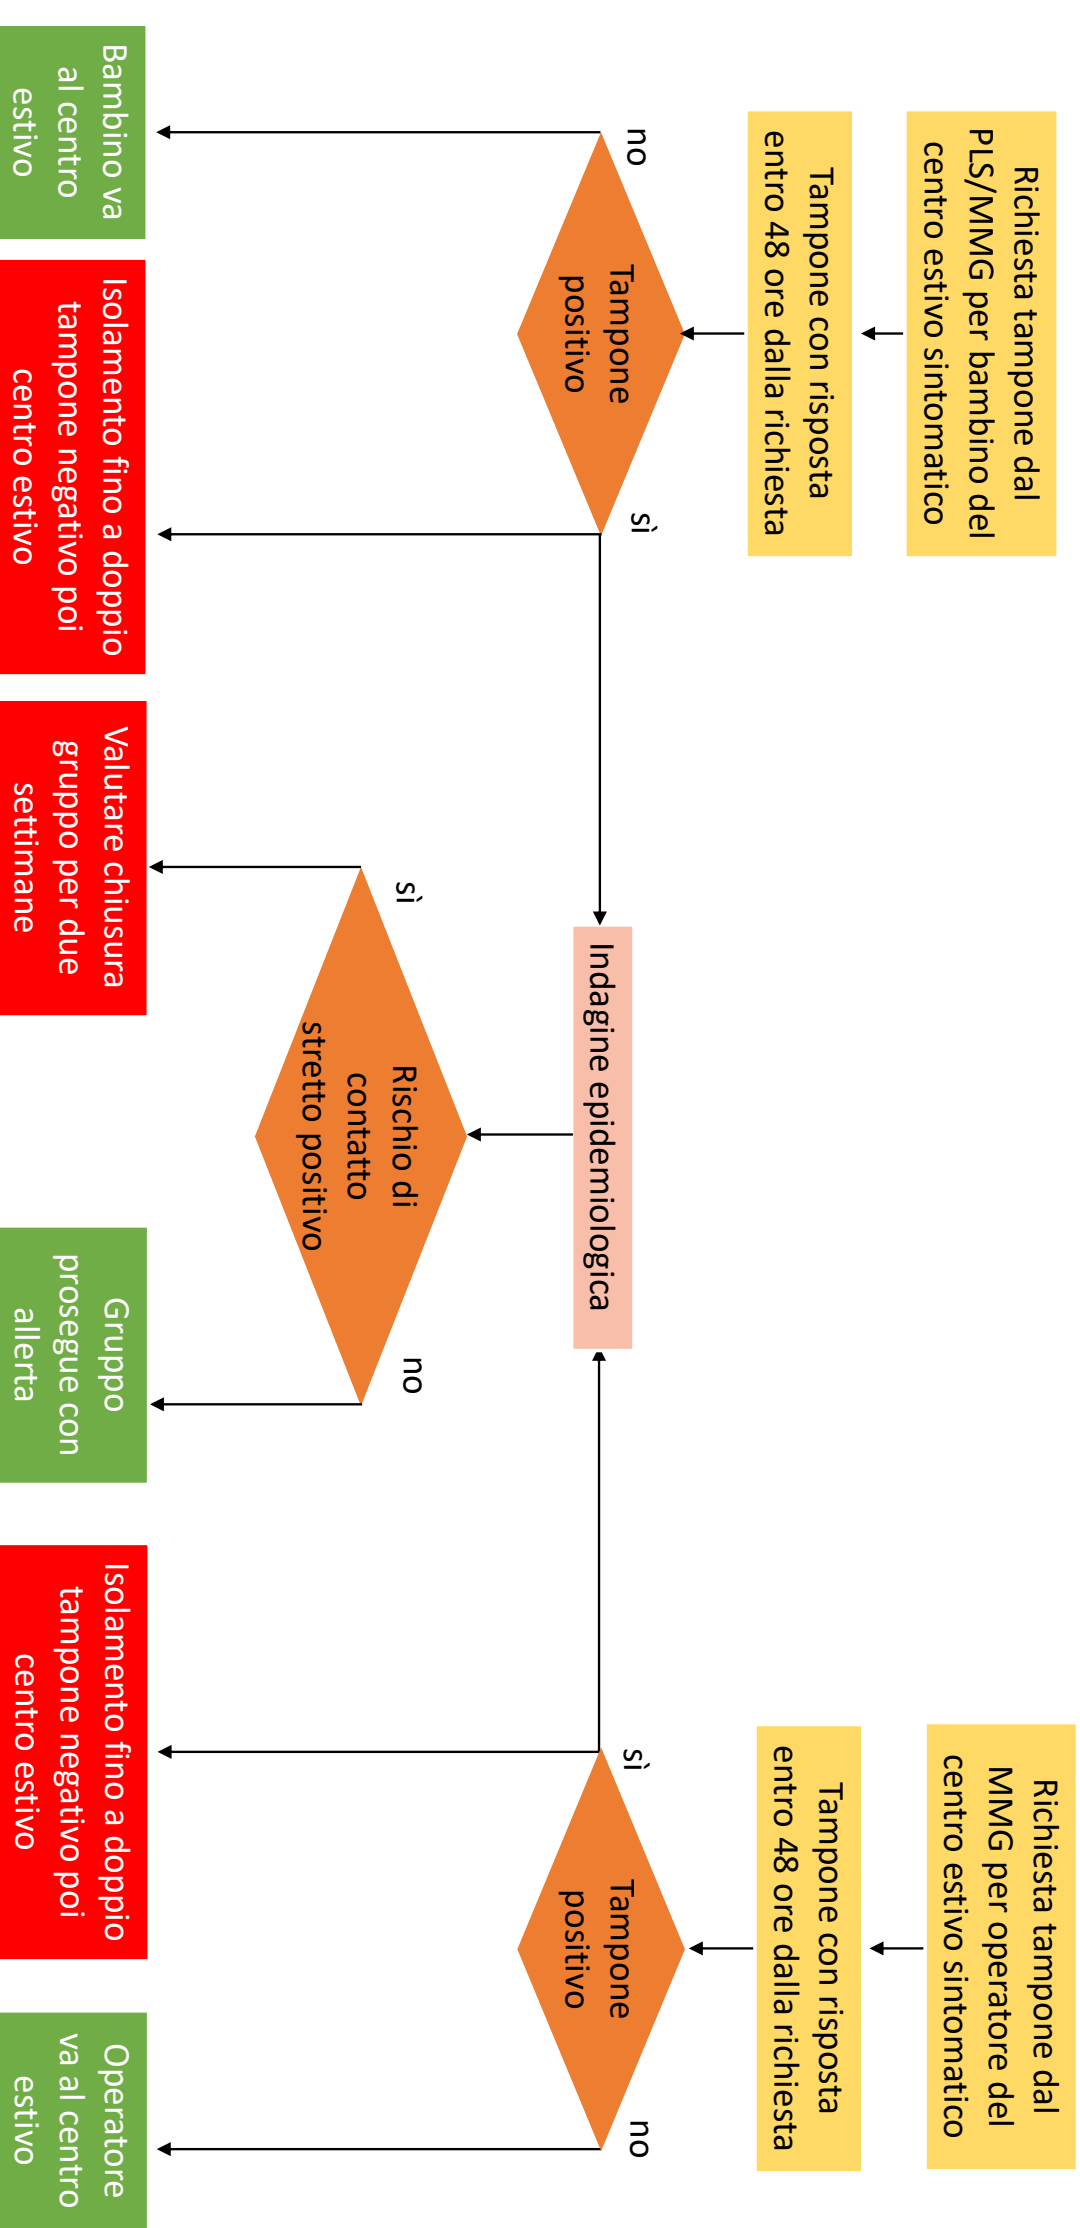 Richiesta tampone dal
PLS/MMG per bambino del
centro estivo sintomatico
Tampone con risposta
entro 48 ore dalla richiesta
no
Tampone
positivo
sì
Bambino va
al centro
estivo
Isolamento fino a doppio
tampone negativo poi
centro estivo
Indagine epidemiologica
sì
Rischio di
contatto
stretto positivo
no
Valutare chiusura
gruppo per due
settimane
Gruppo
prosegue con
allerta
Richiesta tampone dal
MMG per operatore del
centro estivo sintomatico
Tampone con risposta
entro 48 ore dalla richiesta
sì
Tampone
positivo
no
Isolamento fino a doppio
tampone negativo poi
centro estivo
Operatore
va al centro
estivo